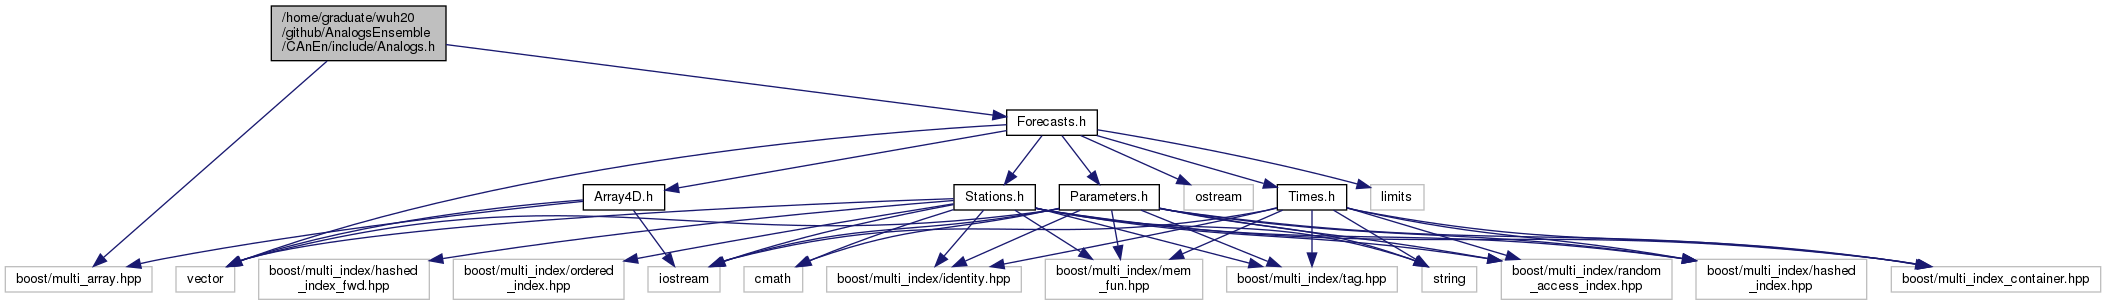 /home/graduate/wuh20
/github/AnalogsEnsemble
/CAnEn/include/Analogs.h
Forecasts.h
Array4D.h
Stations.h
Parameters.h
ostream
Times.h
limits
boost/multi_array.hpp
vector
boost/multi_index/hashed
_index_fwd.hpp
boost/multi_index/ordered
_index.hpp
iostream
cmath
boost/multi_index/identity.hpp
boost/multi_index/mem
_fun.hpp
boost/multi_index/tag.hpp
string
boost/multi_index/random
_access_index.hpp
boost/multi_index/hashed
_index.hpp
boost/multi_index_container.hpp